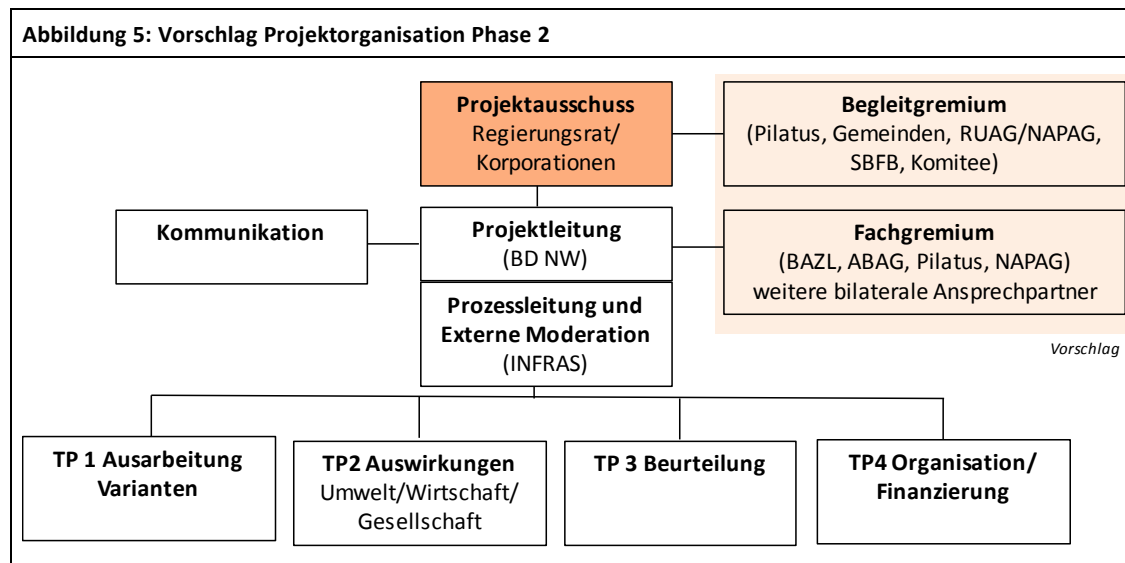 Abbildung 5: Vorschlag Projektorganisation Phase 2
Projektausschuss
Regierungsrat/
Korporationen
Begleitgremium
(Pilatus, Gemeinden, RUAG/NAPAG,
SBFB, Komitee)
Kommunikation
Projektleitung
(BD NW)
Fachgremium
(BAZL, ABAG, Pilatus, NAPAG)
weitere bilaterale Ansprechpartner
Prozessleitung und
Externe Moderation
(INFRAS)
Vorschlag
TP 1 Ausarbeitung
Varianten
TP2 Auswirkungen
Umwelt/Wirtschaft/
Gesellschaft
TP 3 Beurteilung
TP4 Organisation/
Finanzierung